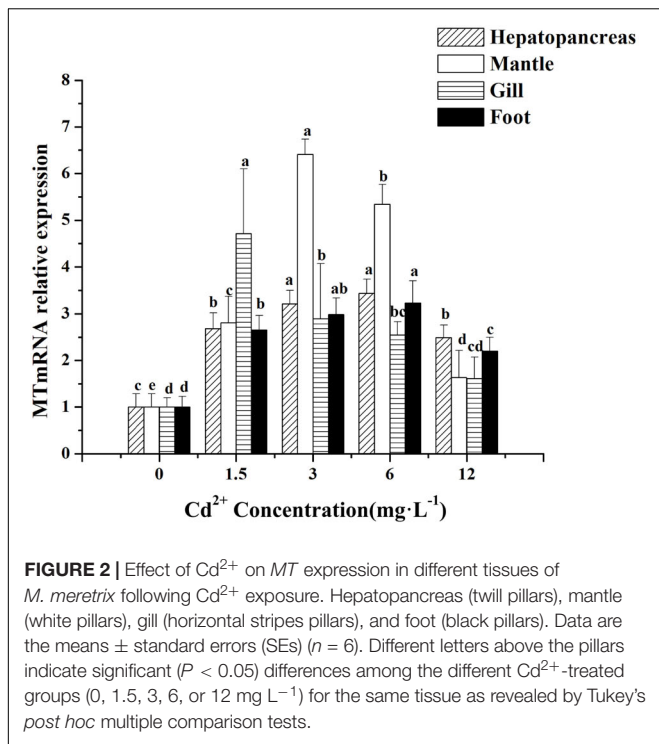 Hepatopancreas
Mantle
Gill
Foot
MTmRNA relative expression
8
7
6
5
4
3
2
1
0
c e d d
b c a b
a a b ab
a b bc a
b d cd c
0 1.5 3 6 12
Cd²⁺ Concentration(mg·L⁻¹)
FIGURE 2 | Effect of Cd²⁺ on MT expression in different tissues of
M. meretrix following Cd²⁺ exposure. Hepatopancreas (twill pillars), mantle
(white pillars), gill (horizontal stripes pillars), and foot (black pillars). Data are
the means ± standard errors (SEs) (n = 6). Different letters above the pillars
indicate significant (P < 0.05) differences among the different Cd²⁺-treated
groups (0, 1.5, 3, 6, or 12 mg L⁻¹) for the same tissue as revealed by Tukey's
post hoc multiple comparison tests.